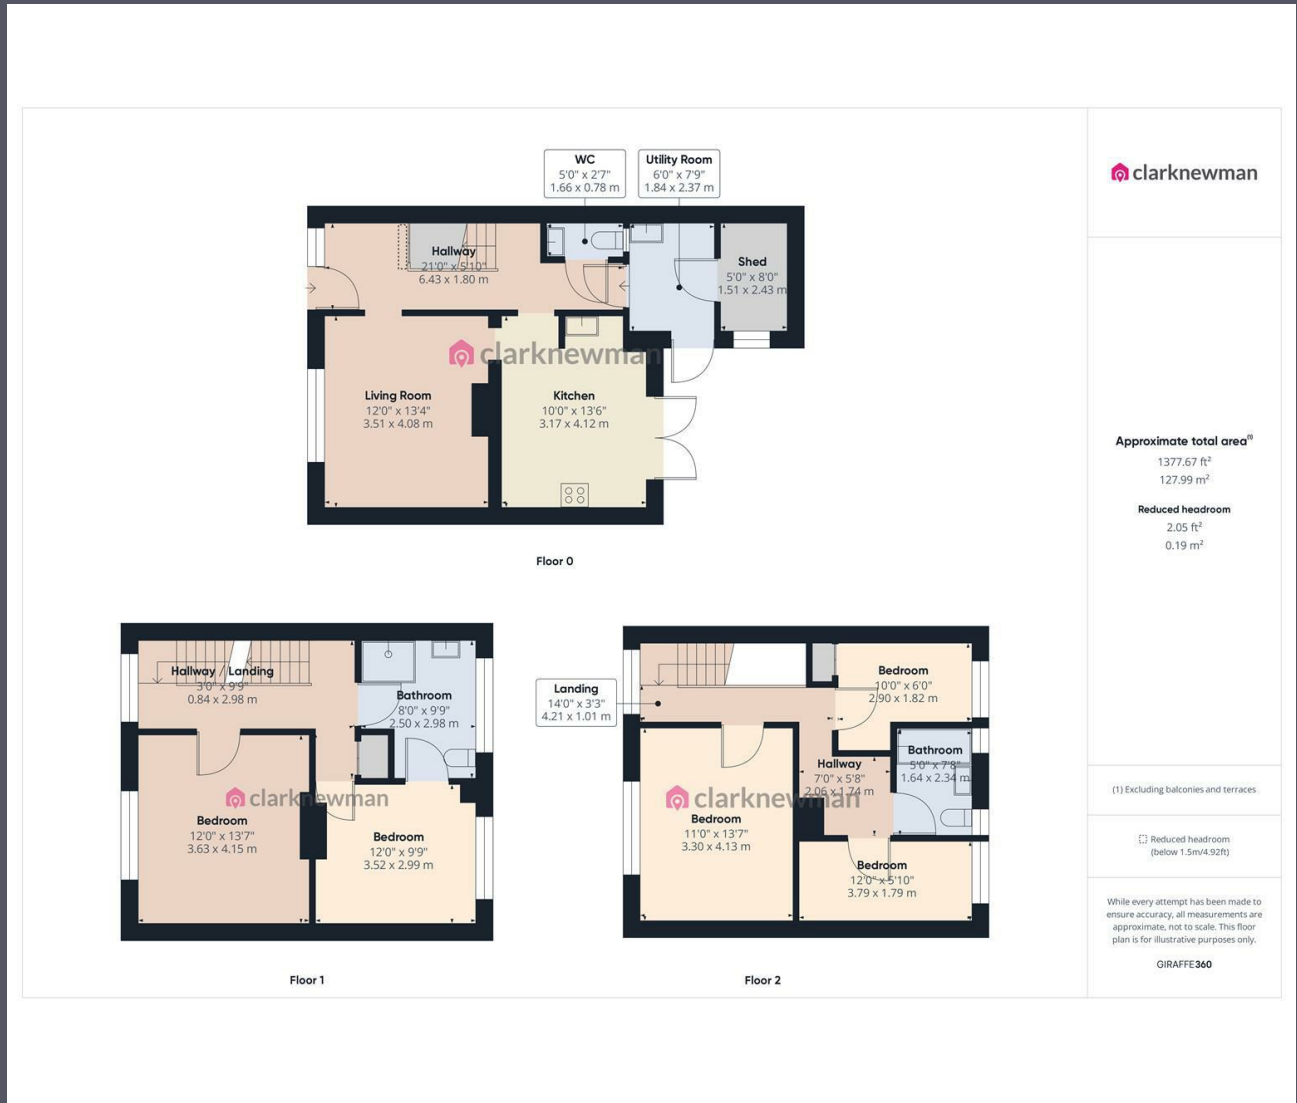 WC
5'0" x 2'7"
1.66 x 0.78 m
Utility Room
6'0" x 7'9"
1.84 x 2.37 m
Hallway
21'0" x 5'10"
6.43 x 1.80 m
Shed
5'0" x 8'0"
1.51 x 2.43 m
clarknewman
Living Room
12'0" x 13'4"
3.51 x 4.08 m
Kitchen
10'0" x 13'6"
3.17 x 4.12 m
Floor 0
Hallway / Landing
3'0" x 9'9"
0.84 x 2.98 m
Bathroom
8'0" x 9'9"
2.50 x 2.98 m
clarknewman
Bedroom
12'0" x 13'7"
3.63 x 4.15 m
Bedroom
12'0" x 9'9"
3.52 x 2.99 m
Floor 1
Landing
14'0" x 3'3"
4.21 x 1.01 m
Bedroom
10'0" x 6'0"
2.90 x 1.82 m
Bathroom
5'0" x 7'8"
1.64 x 2.34 m
Hallway
7'0" x 5'8"
2.06 x 1.74 m
clarknewman
Bedroom
11'0" x 13'7"
3.30 x 4.13 m
Bedroom
12'0" x 5'10"
3.79 x 1.79 m
Floor 2
clarknewman
Approximate total area(1)
1377.67 ft²
127.99 m²
Reduced headroom
2.05 ft²
0.19 m²
(1) Excluding balconies and terraces
Reduced headroom
(below 1.5m/4.92ft)
While every attempt has been made to
ensure accuracy, all measurements are
approximate, not to scale. This floor
plan is for illustrative purposes only.
GIRAFFE360